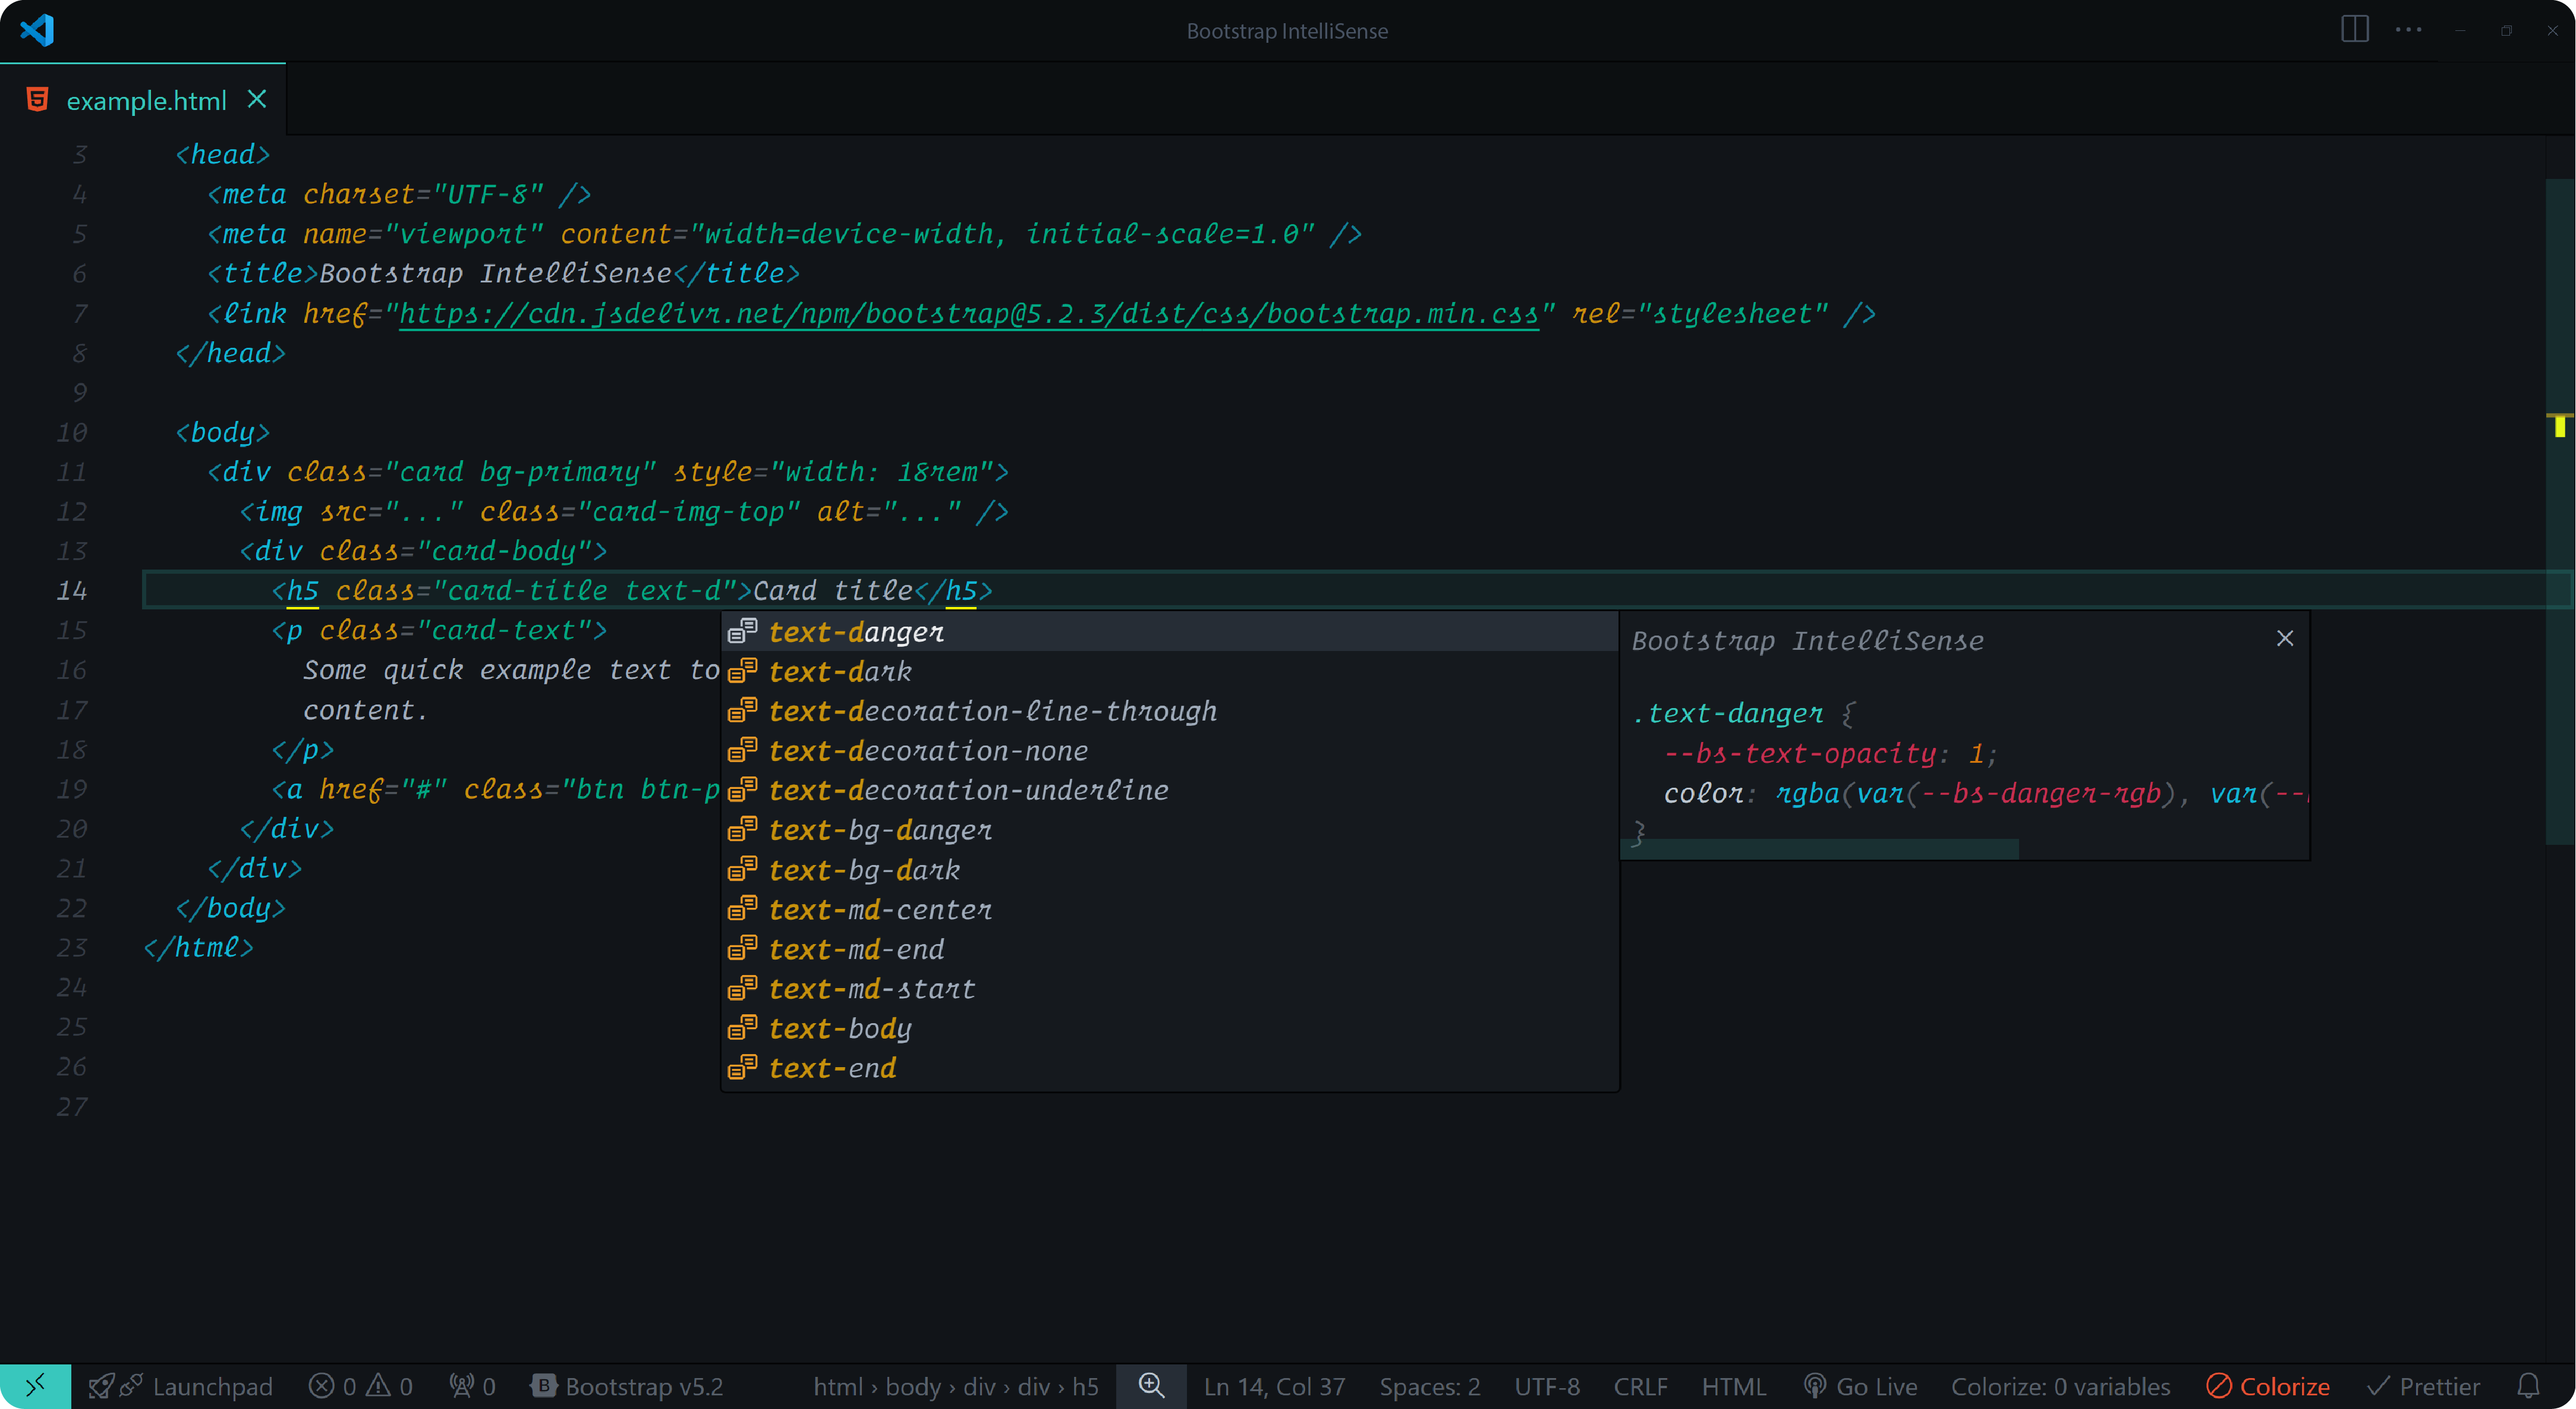 Bootstrap IntelliSense
example.html
3 <head>
4 <meta charset="UTF-8" />
5 <meta name="viewport" content="width=device-width, initial-scale=1.0" />
6 <title>Bootstrap IntelliSense</title>
7 <link href="https://cdn.jsdelivr.net/npm/bootstrap@5.2.3/dist/css/bootstrap.min.css" rel="stylesheet" />
8 </head>
9
10 <body>
11 <div class="card bg-primary" style="width: 18rem">
12 <img src="..." class="card-img-top" alt="..." />
13 <div class="card-body">
14 <h5 class="card-title text-d">Card title</h5>
15 <p class="card-text">
16 Some quick example text to
17 content.
18 </p>
19 <a href="#" class="btn btn-p
20 </div>
21 </div>
22 </body>
23 </html>
24
25
26
27
text-danger
text-dark
text-decoration-line-through
text-decoration-none
text-decoration-underline
text-bg-danger
text-bg-dark
text-md-center
text-md-end
text-md-start
text-body
text-end
Bootstrap IntelliSense
.text-danger {
--bs-text-opacity: 1;
color: rgba(var(--bs-danger-rgb), var(--
}
Launchpad 0 0 0 B Bootstrap v5.2 html › body › div › div › h5 Ln 14, Col 37 Spaces: 2 UTF-8 CRLF HTML Go Live Colorize: 0 variables Colorize Prettier